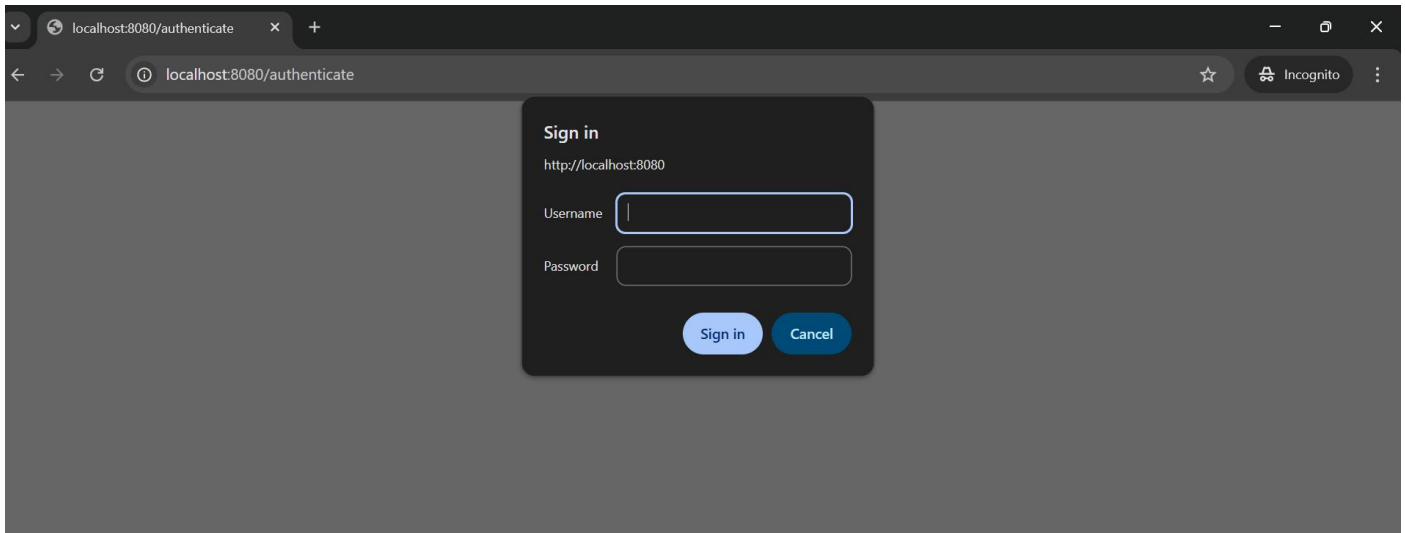 localhost:8080/authenticate
localhost:8080/authenticate
Incognito
Sign in
http://localhost:8080
Username
Password
Sign in Cancel